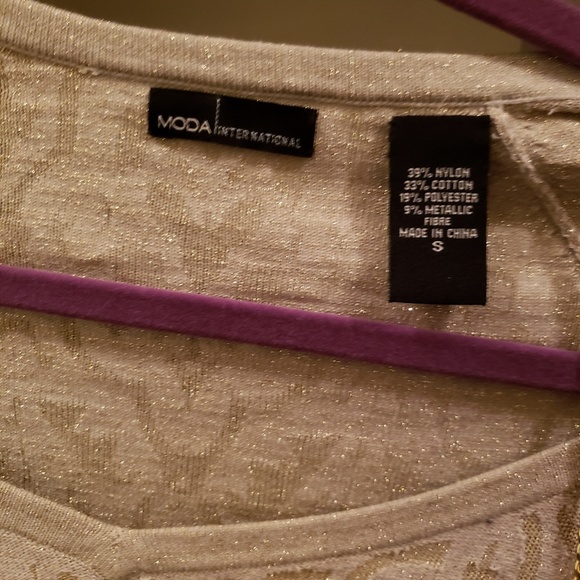 MODA INTERNATIONAL
39% NYLON
33% COTTON
19% POLYESTER
9% METALLIC
FIBRE
MADE IN CHINA
S